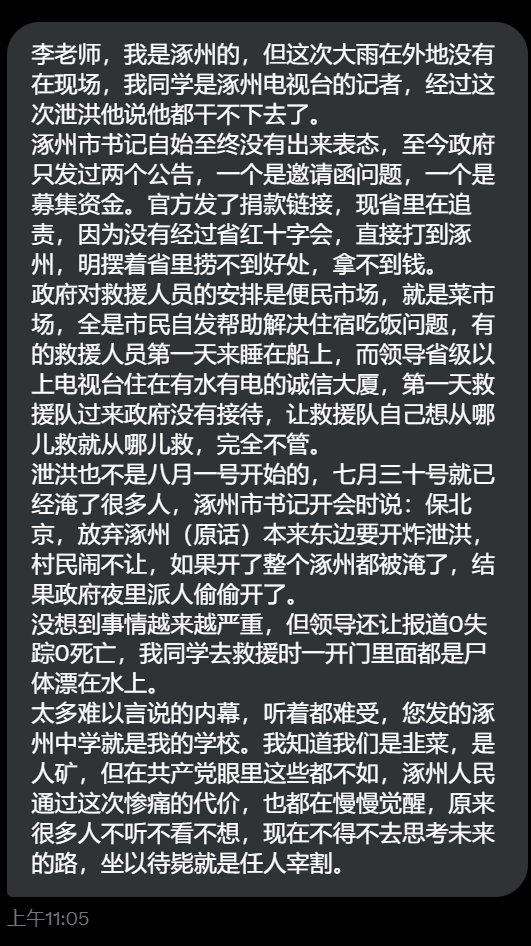 李老师，我是涿州的，但这次大雨在外地没有
在现场，我同学是涿州电视台的记者，经过这
次泄洪他说他都干不下去了。
涿州市书记自始至终没有出来表态，至今政府
只发过两个公告，一个是邀请函问题，一个是
募集资金。官方发了捐款链接，现省里在追
责，因为没有经过省红十字会，直接打到涿
州，明摆着省里捞不到好处，拿不到钱。
政府对救援人员的安排是便民市场，就是菜市
场，全是市民自发帮助解决住宿吃饭问题，有
的救援人员第一天来睡在船上，而领导省级以
上电视台住在有水有电的诚信大厦，第一天救
援队过来政府没有接待，让救援队自己想从哪
儿救就从哪儿救，完全不管。
泄洪也不是八月一号开始的，七月三十号就已
经淹了很多人，涿州市书记开会时说：保北
京，放弃涿州（原话）本来东边要开炸泄洪，
村民闹不让，如果开了整个涿州都被淹了，结
果政府夜里派人偷偷开了。
没想到事情越来越严重，但领导还让报道0失
踪0死亡，我同学去救援时一开门里面都是尸
体漂在水上。
太多难以言说的内幕，听着都难受，您发的涿
州中学就是我的学校。我知道我们是韭菜，是
人矿，但在共产党眼里这些都不如，涿州人民
通过这次惨痛的代价，也都在慢慢觉醒，原来
很多人不听不看不想，现在不得不去思考未来
的路，坐以待毙就是任人宰割。
上午11:05